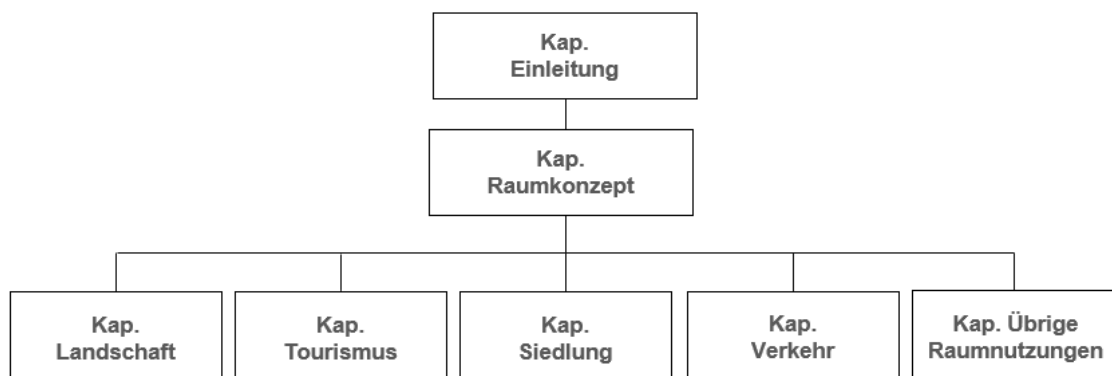 Kap.
Einleitung
Kap.
Raumkonzept
Kap.
Landschaft
Kap.
Tourismus
Kap.
Siedlung
Kap.
Verkehr
Kap. Übrige
Raumnutzungen